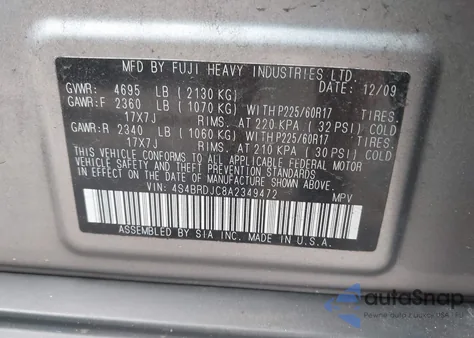 MFD BY FUJI HEAVY INDUSTRIES LTD.
GVWR: 4695 LB (2130 KG) DATE: 12/09
GAWR:F 2360 LB (1070 KG) WITH P225/60R17 TIRES.
17X7J RIMS. AT 220 KPA (32 PSI) COLD
GAWR:R 2340 LB (1060 KG) WITH P225/60R17 TIRES.
17X7J RIMS. AT 210 KPA (30 PSI) COLD
THIS VEHICLE CONFORMS TO ALL APPLICABLE FEDERAL MOTOR
VEHICLE SAFETY AND THEFT PREVENTION STANDARDS
IN EFFECT ON THE DATE OF MANUFACTURE SHOWN ABOVE.
VIN: 4S4BRDJC8A2349472 MPV
ASSEMBLED BY SIA INC. MADE IN U.S.A.
autoSnap